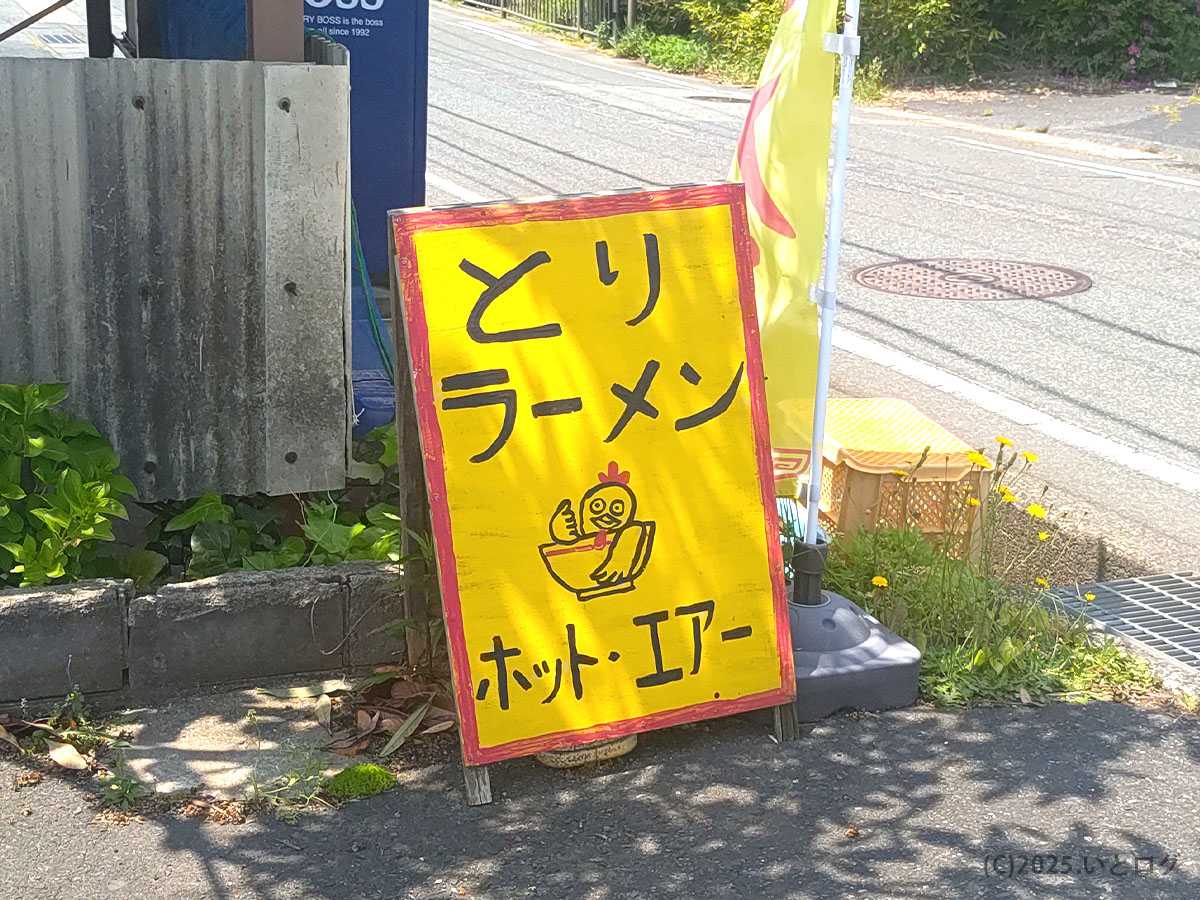 BOSS
RY BOSS is the boss
all since 1992
とり
ラーメン
ホット・エアー
(C)2025.いとログ